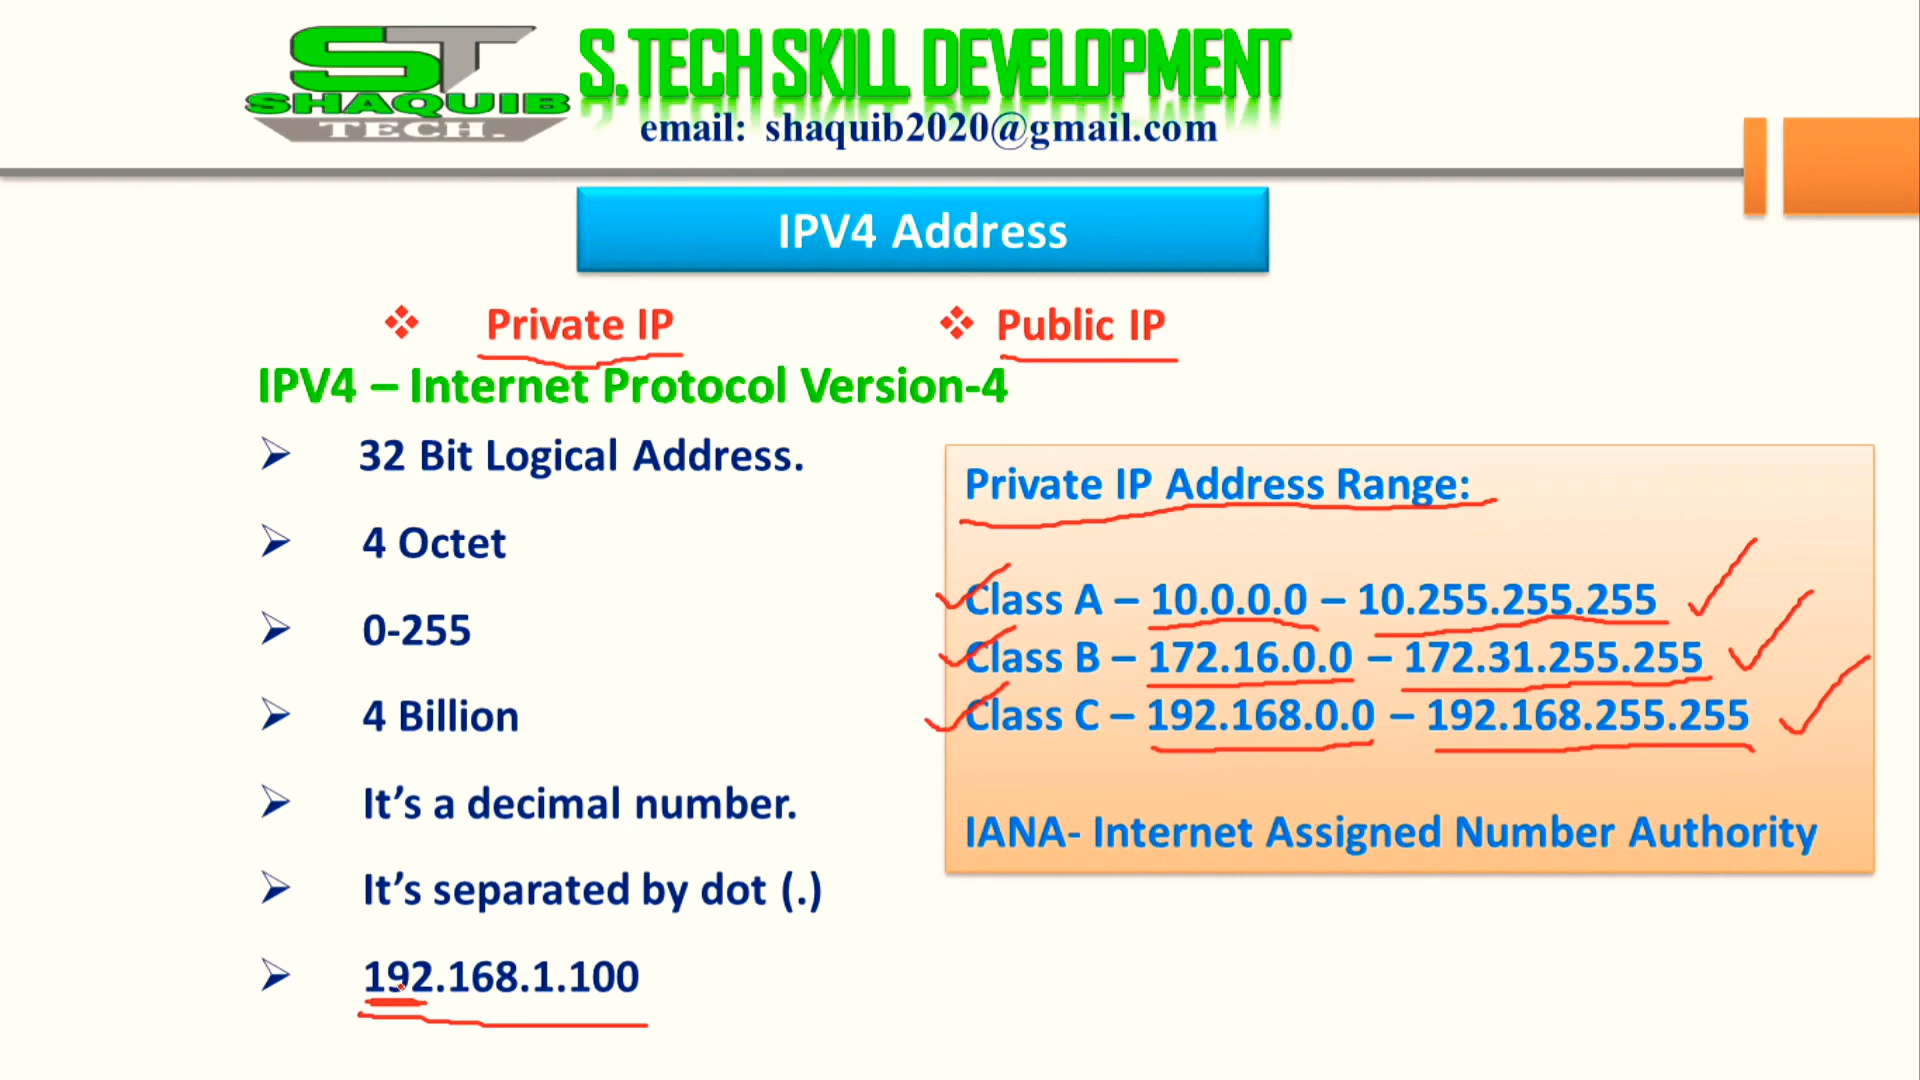 ST
SHAQUIB
TECH.
S.TECH SKILL DEVELOPMENT
email: shaquib2020@gmail.com
IPV4 Address
❖ Private IP ❖ Public IP
IPV4 – Internet Protocol Version-4
➢ 32 Bit Logical Address.
➢ 4 Octet
➢ 0-255
➢ 4 Billion
➢ It’s a decimal number.
➢ It’s separated by dot (.)
➢ 192.168.1.100
Private IP Address Range:
Class A – 10.0.0.0 – 10.255.255.255
Class B – 172.16.0.0 – 172.31.255.255
Class C – 192.168.0.0 – 192.168.255.255
IANA- Internet Assigned Number Authority